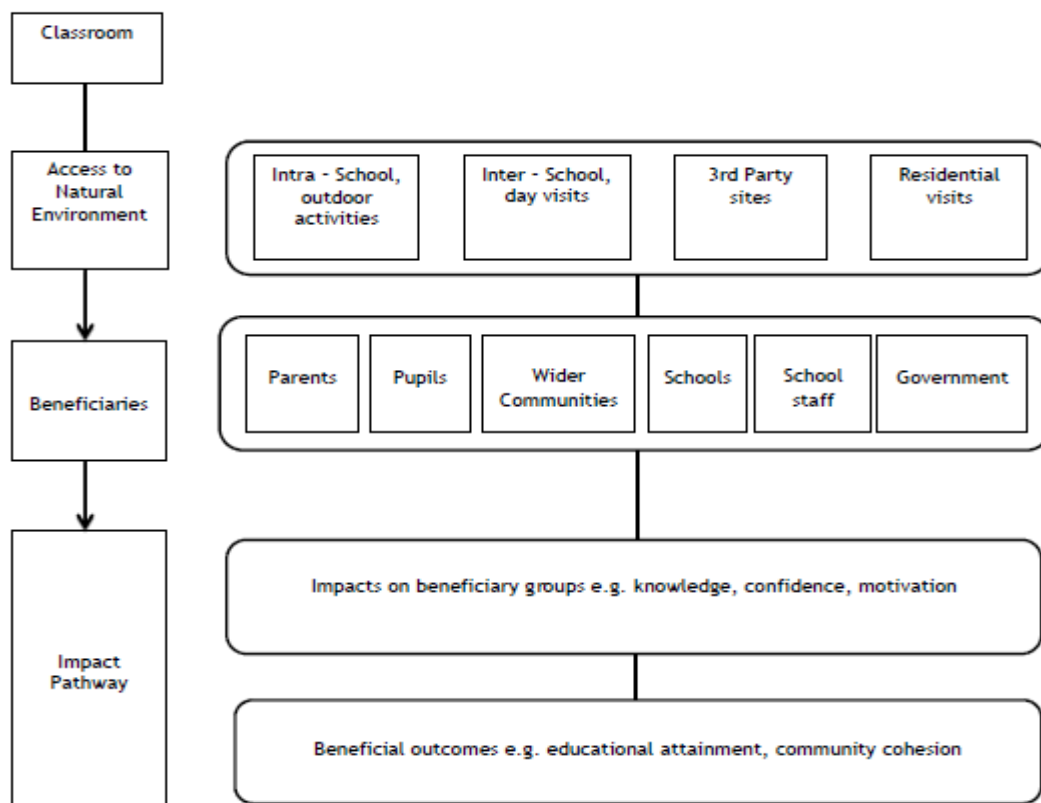 Classroom
Access to
Natural
Environment
Intra - School,
outdoor
activities
Inter - School,
day visits
3rd Party
sites
Residential
visits
Beneficiaries
Parents
Pupils
Wider
Communities
Schools
School
staff
Government
Impact
Pathway
Impacts on beneficiary groups e.g. knowledge, confidence, motivation
Beneficial outcomes e.g. educational attainment, community cohesion